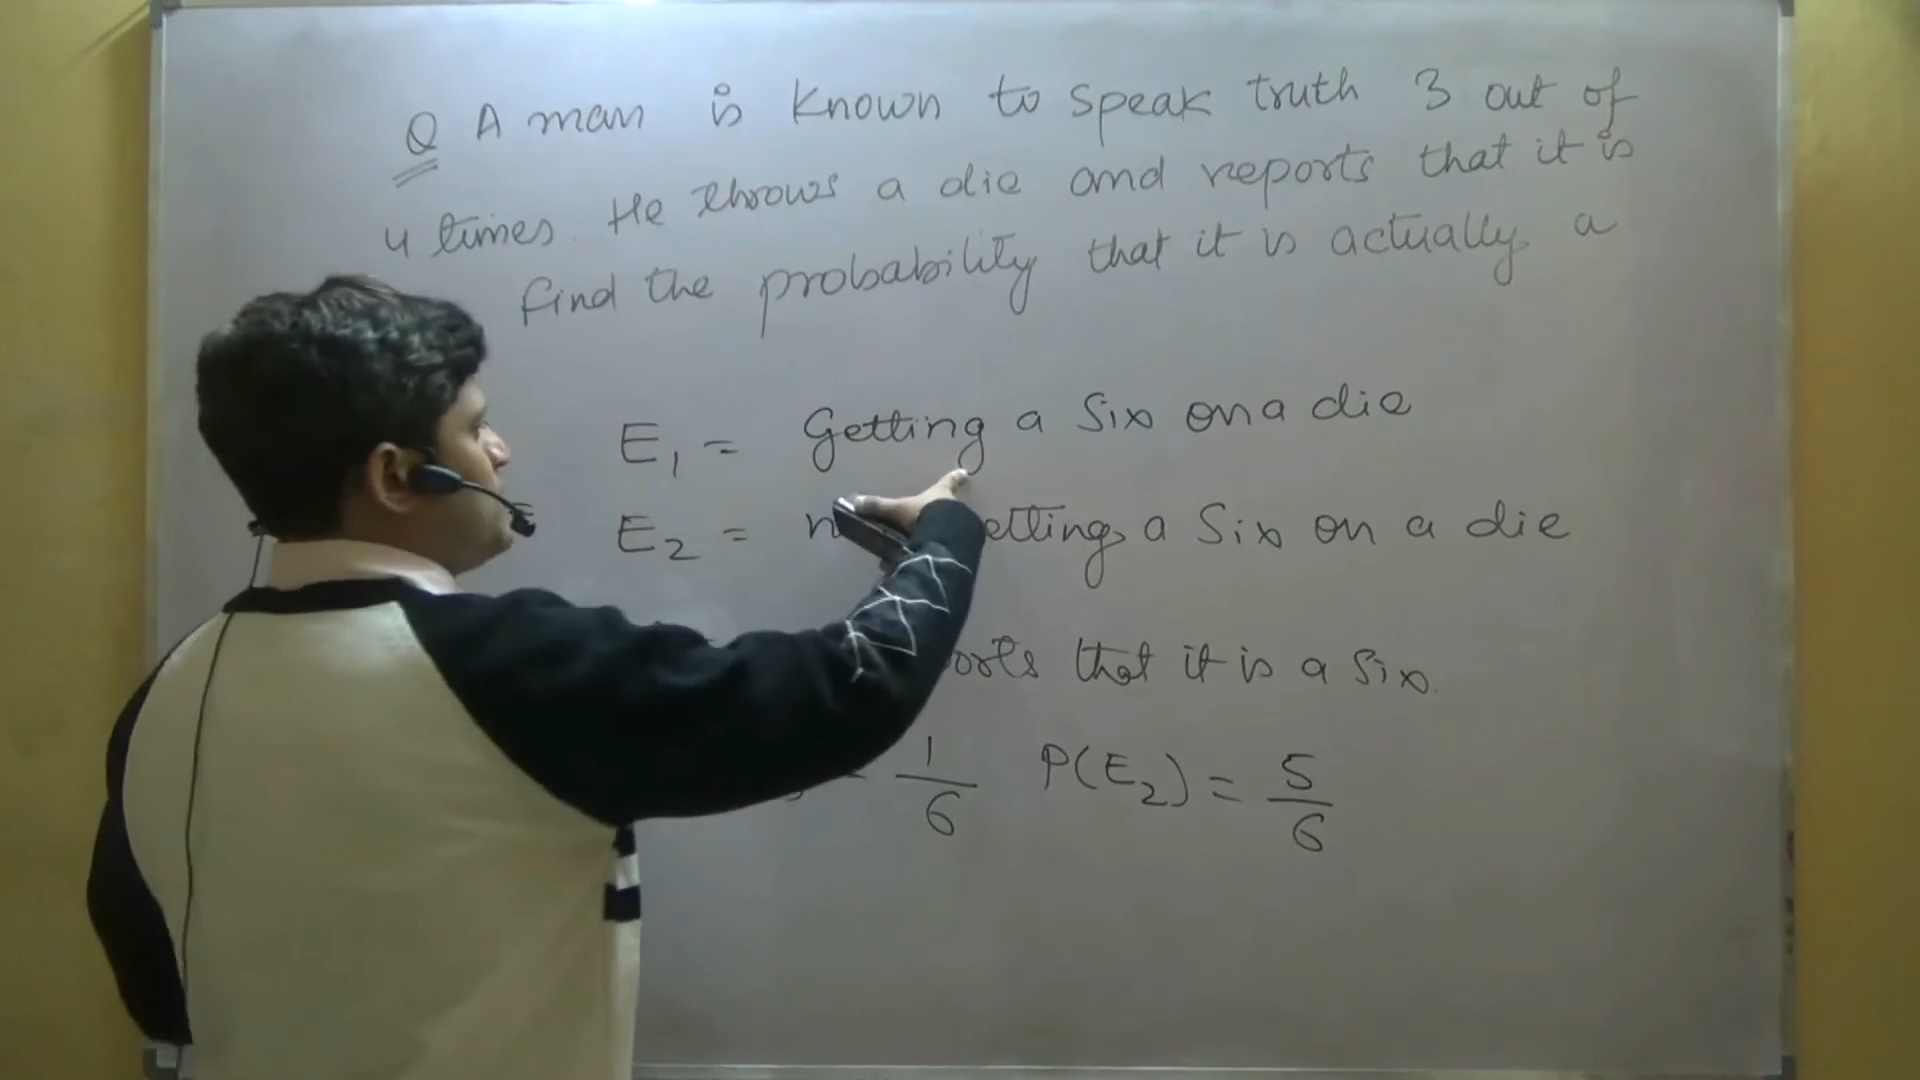 Q A man is known to speak truth 3 out of
4 times. He throws a die and reports that it is
find the probability that it is actually a
E1 = Getting a Six on a die
E2 = etting a Six on a die
orts that it is a Six.
= 1/6 P(E2) = 5/6